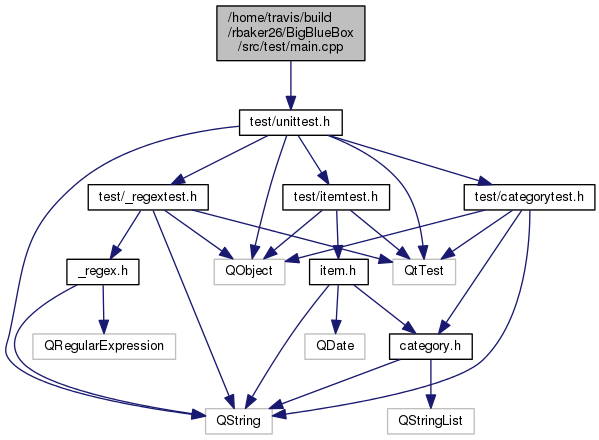 /home/travis/build
/rbaker26/BigBlueBox
/src/test/main.cpp
test/unittest.h
test/_regextest.h
test/itemtest.h
test/categorytest.h
_regex.h
QObject
item.h
QtTest
QRegularExpression
QDate
category.h
QString
QStringList